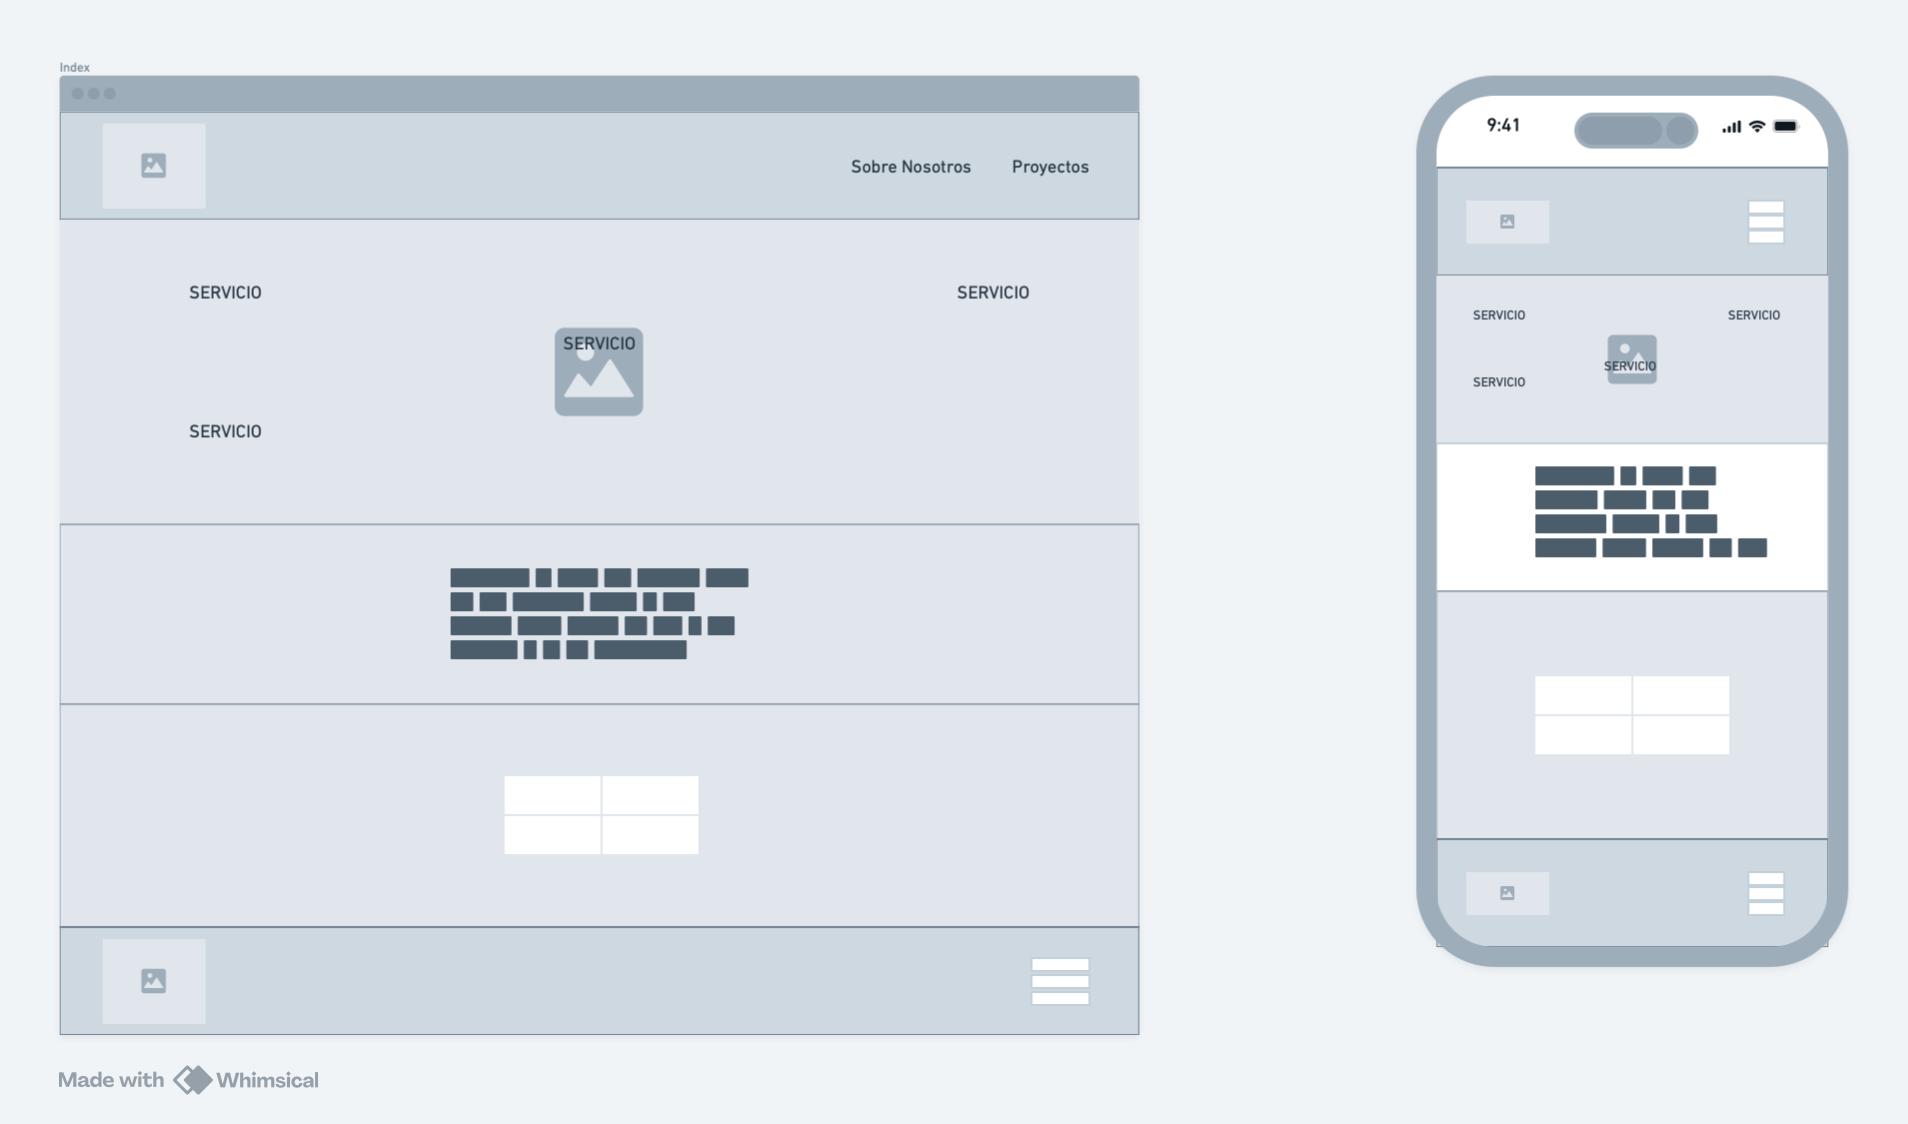 Index
Sobre Nosotros Proyectos
SERVICIO SERVICIO
SERVICIO
SERVICIO
9:41
SERVICIO SERVICIO
SERVICIO
SERVICIO
Made with Whimsical